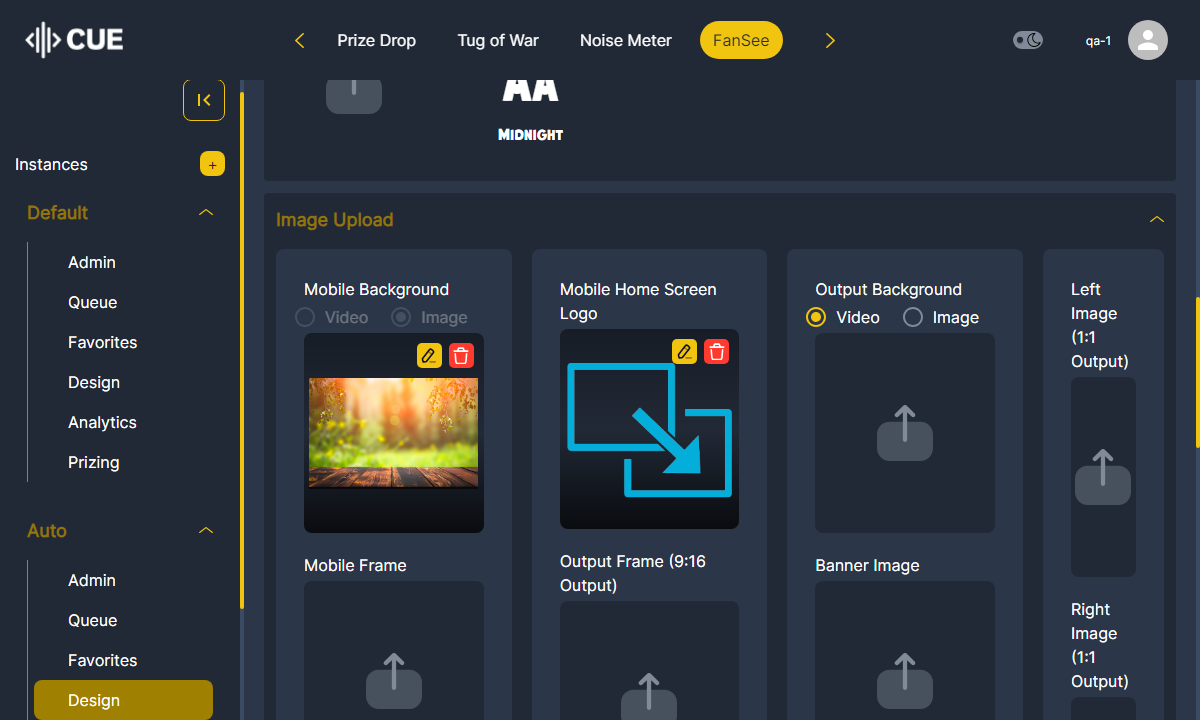 CUE
Prize Drop
Tug of War
Noise Meter
FanSee
qa-1
Instances
+
Default
Admin
Queue
Favorites
Design
Analytics
Prizing
Auto
Admin
Queue
Favorites
Design
AA
Midnight
Image Upload
Mobile Background
Video
Image
Mobile Frame
Mobile Home Screen
Logo
Output Frame (9:16
Output)
Output Background
Video
Image
Banner Image
Left
Image
(1:1
Output)
Right
Image
(1:1
Output)